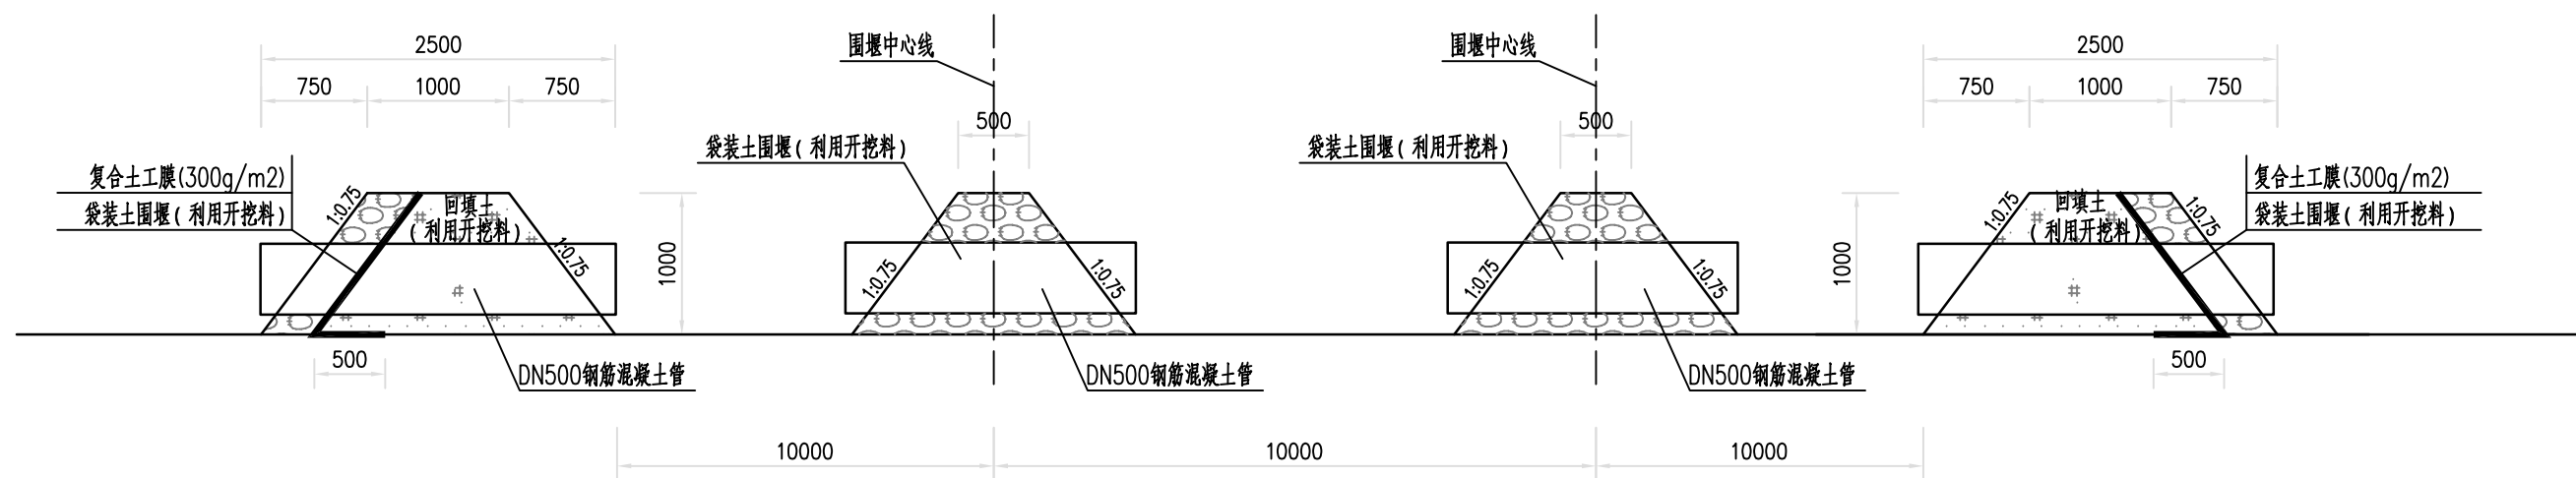 2500
750 1000 750
围堰中心线
500
围堰中心线
500
2500
750 1000 750
复合土工膜(300g/m2)
袋装土围堰(利用开挖料)
1:0.75
回填土
(利用开挖料)
1:0.75
1000
袋装土围堰(利用开挖料)
1:0.75
1:0.75
袋装土围堰(利用开挖料)
1:0.75
1:0.75
1000
1:0.75
回填土
(利用开挖料)
1:0.75
复合土工膜(300g/m2)
袋装土围堰(利用开挖料)
500
DN500钢筋混凝土管
DN500钢筋混凝土管
DN500钢筋混凝土管
500
10000
10000
10000